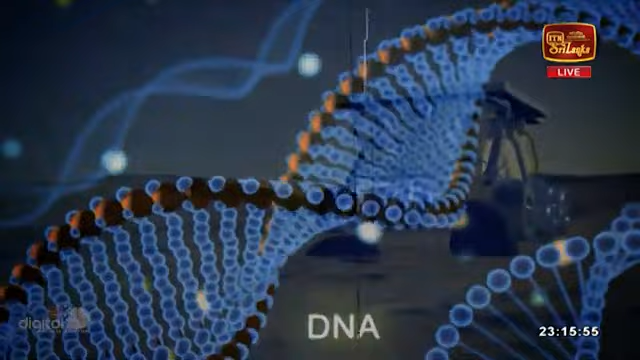 ITN
Sri Lanka
LIVE
DNA
digital
23:15:55